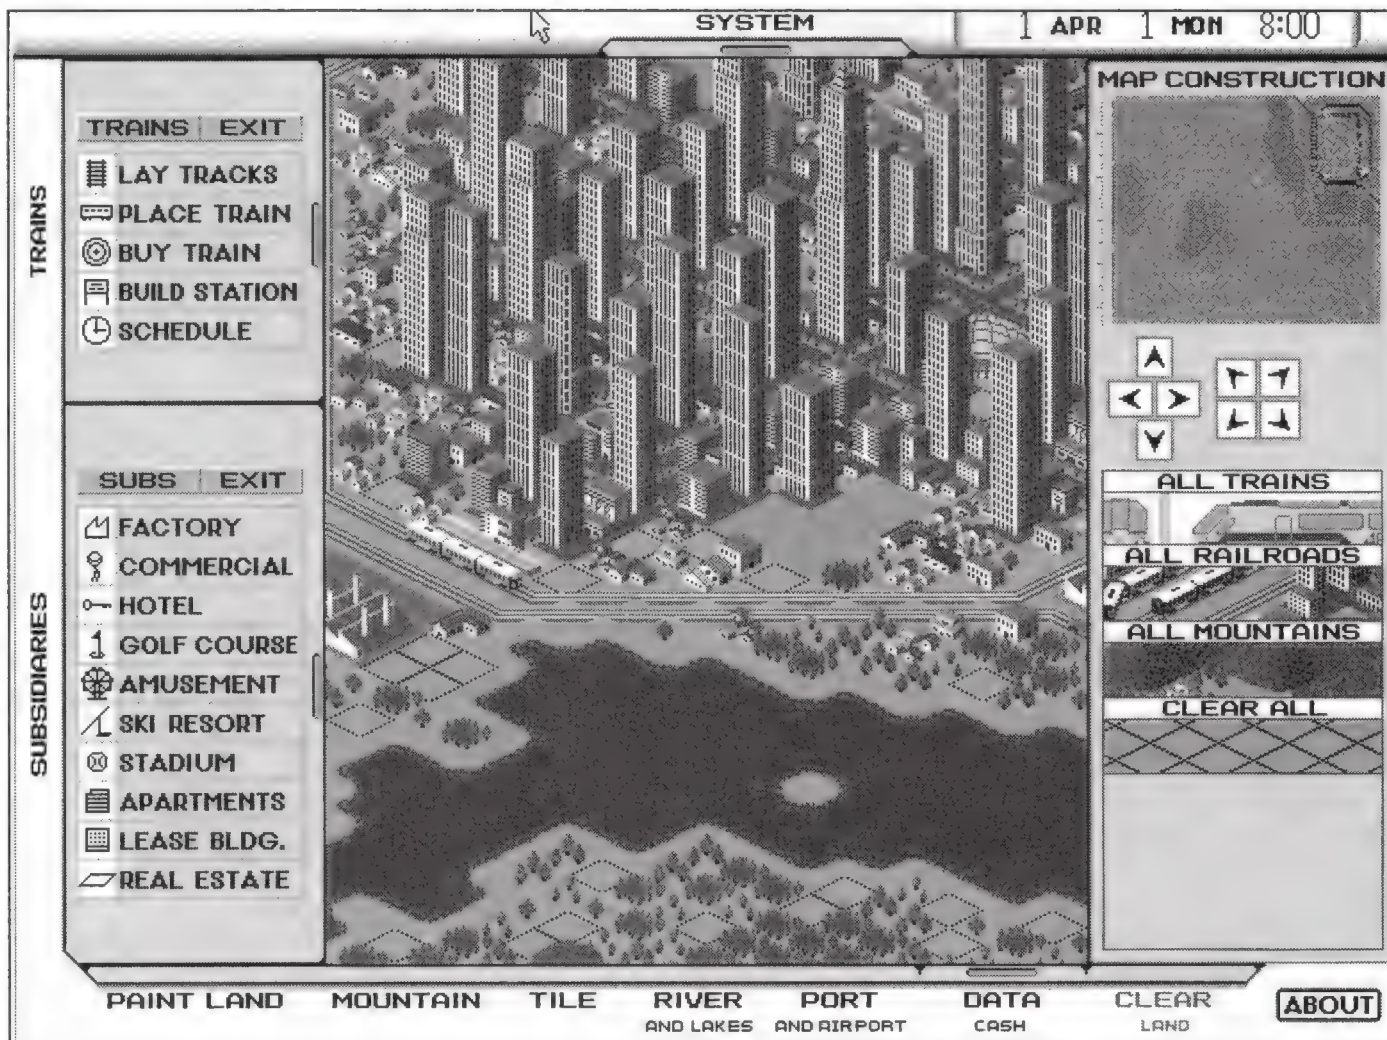 SYSTEM
1 APR 1 MON 8:00
TRAINS
TRAINS EXIT
LAY TRACKS
PLACE TRAIN
BUY TRAIN
BUILD STATION
SCHEDULE
SUBSIDIARIES
SUBS EXIT
FACTORY
COMMERCIAL
HOTEL
GOLF COURSE
AMUSEMENT
SKI RESORT
STADIUM
APARTMENTS
LEASE BLDG.
REAL ESTATE
MAP CONSTRUCTION
ALL TRAINS
ALL RAILROADS
ALL MOUNTAINS
CLEAR ALL
PAINT LAND MOUNTAIN TILE RIVER PORT DATA CLEAR ABOUT
AND LAKES AND AIRPORT CASH LAND